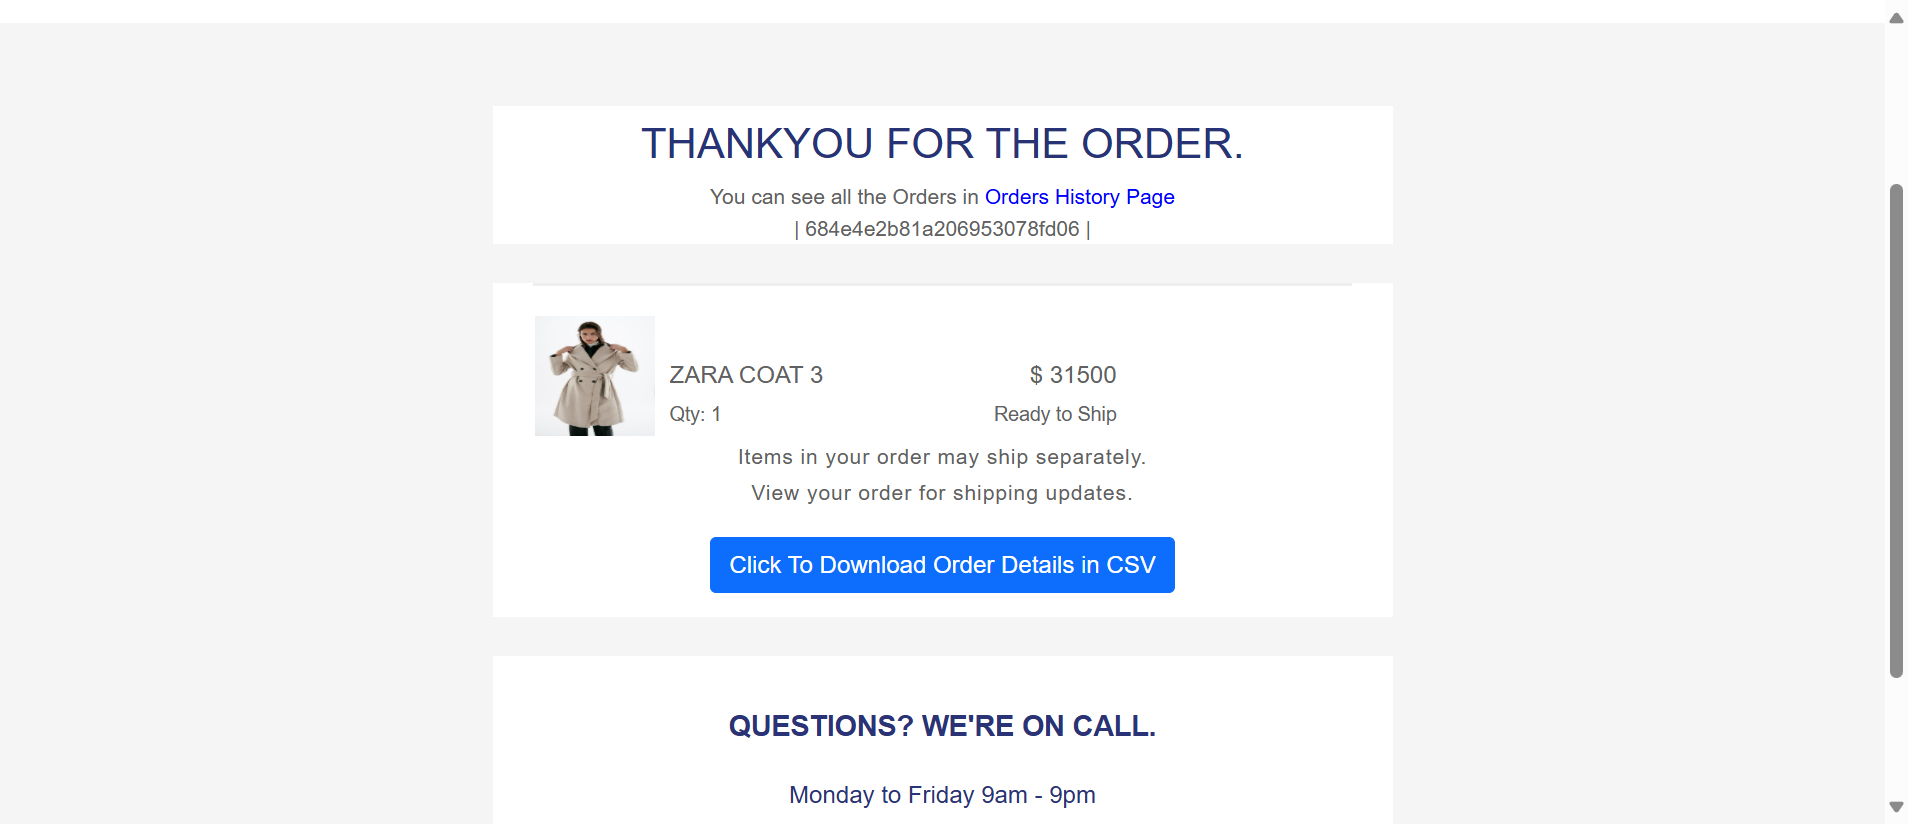 THANKYOU FOR THE ORDER.
You can see all the Orders in Orders History Page
| 684e4e2b81a206953078fd06 |
ZARA COAT 3
$ 31500
Qty: 1
Ready to Ship
Items in your order may ship separately.
View your order for shipping updates.
Click To Download Order Details in CSV
QUESTIONS? WE'RE ON CALL.
Monday to Friday 9am - 9pm